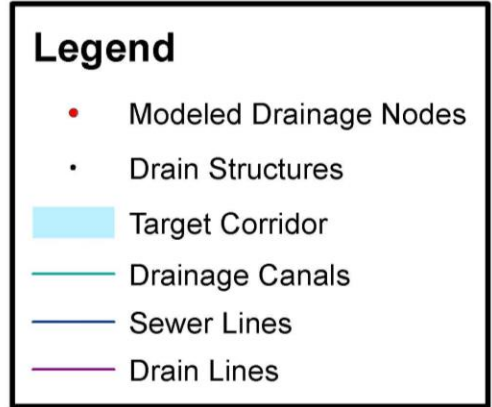 Legend
Modeled Drainage Nodes
Drain Structures
Target Corridor
Drainage Canals
Sewer Lines
Drain Lines